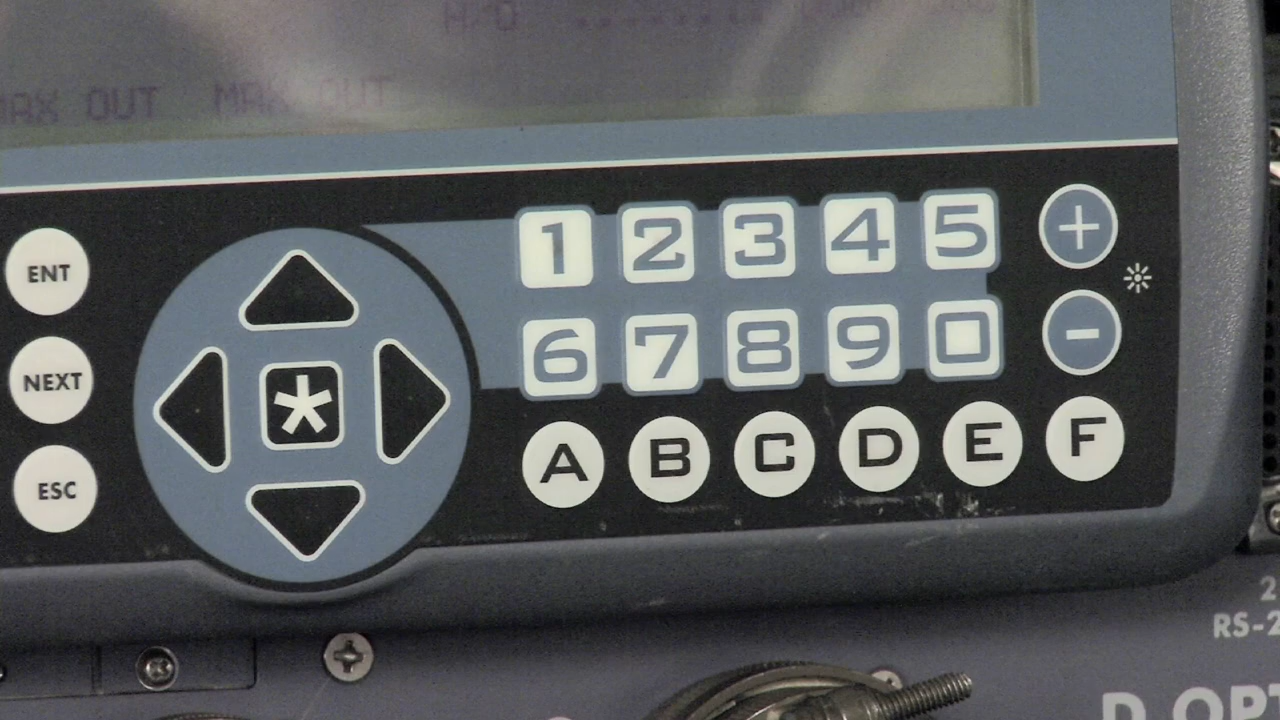 MAX OUT MAX OUT
1 2 3 4 5 +
ENT
6 7 8 9 0 -
NEXT
*
A B C D E F
ESC
2
RS-2
D OPT